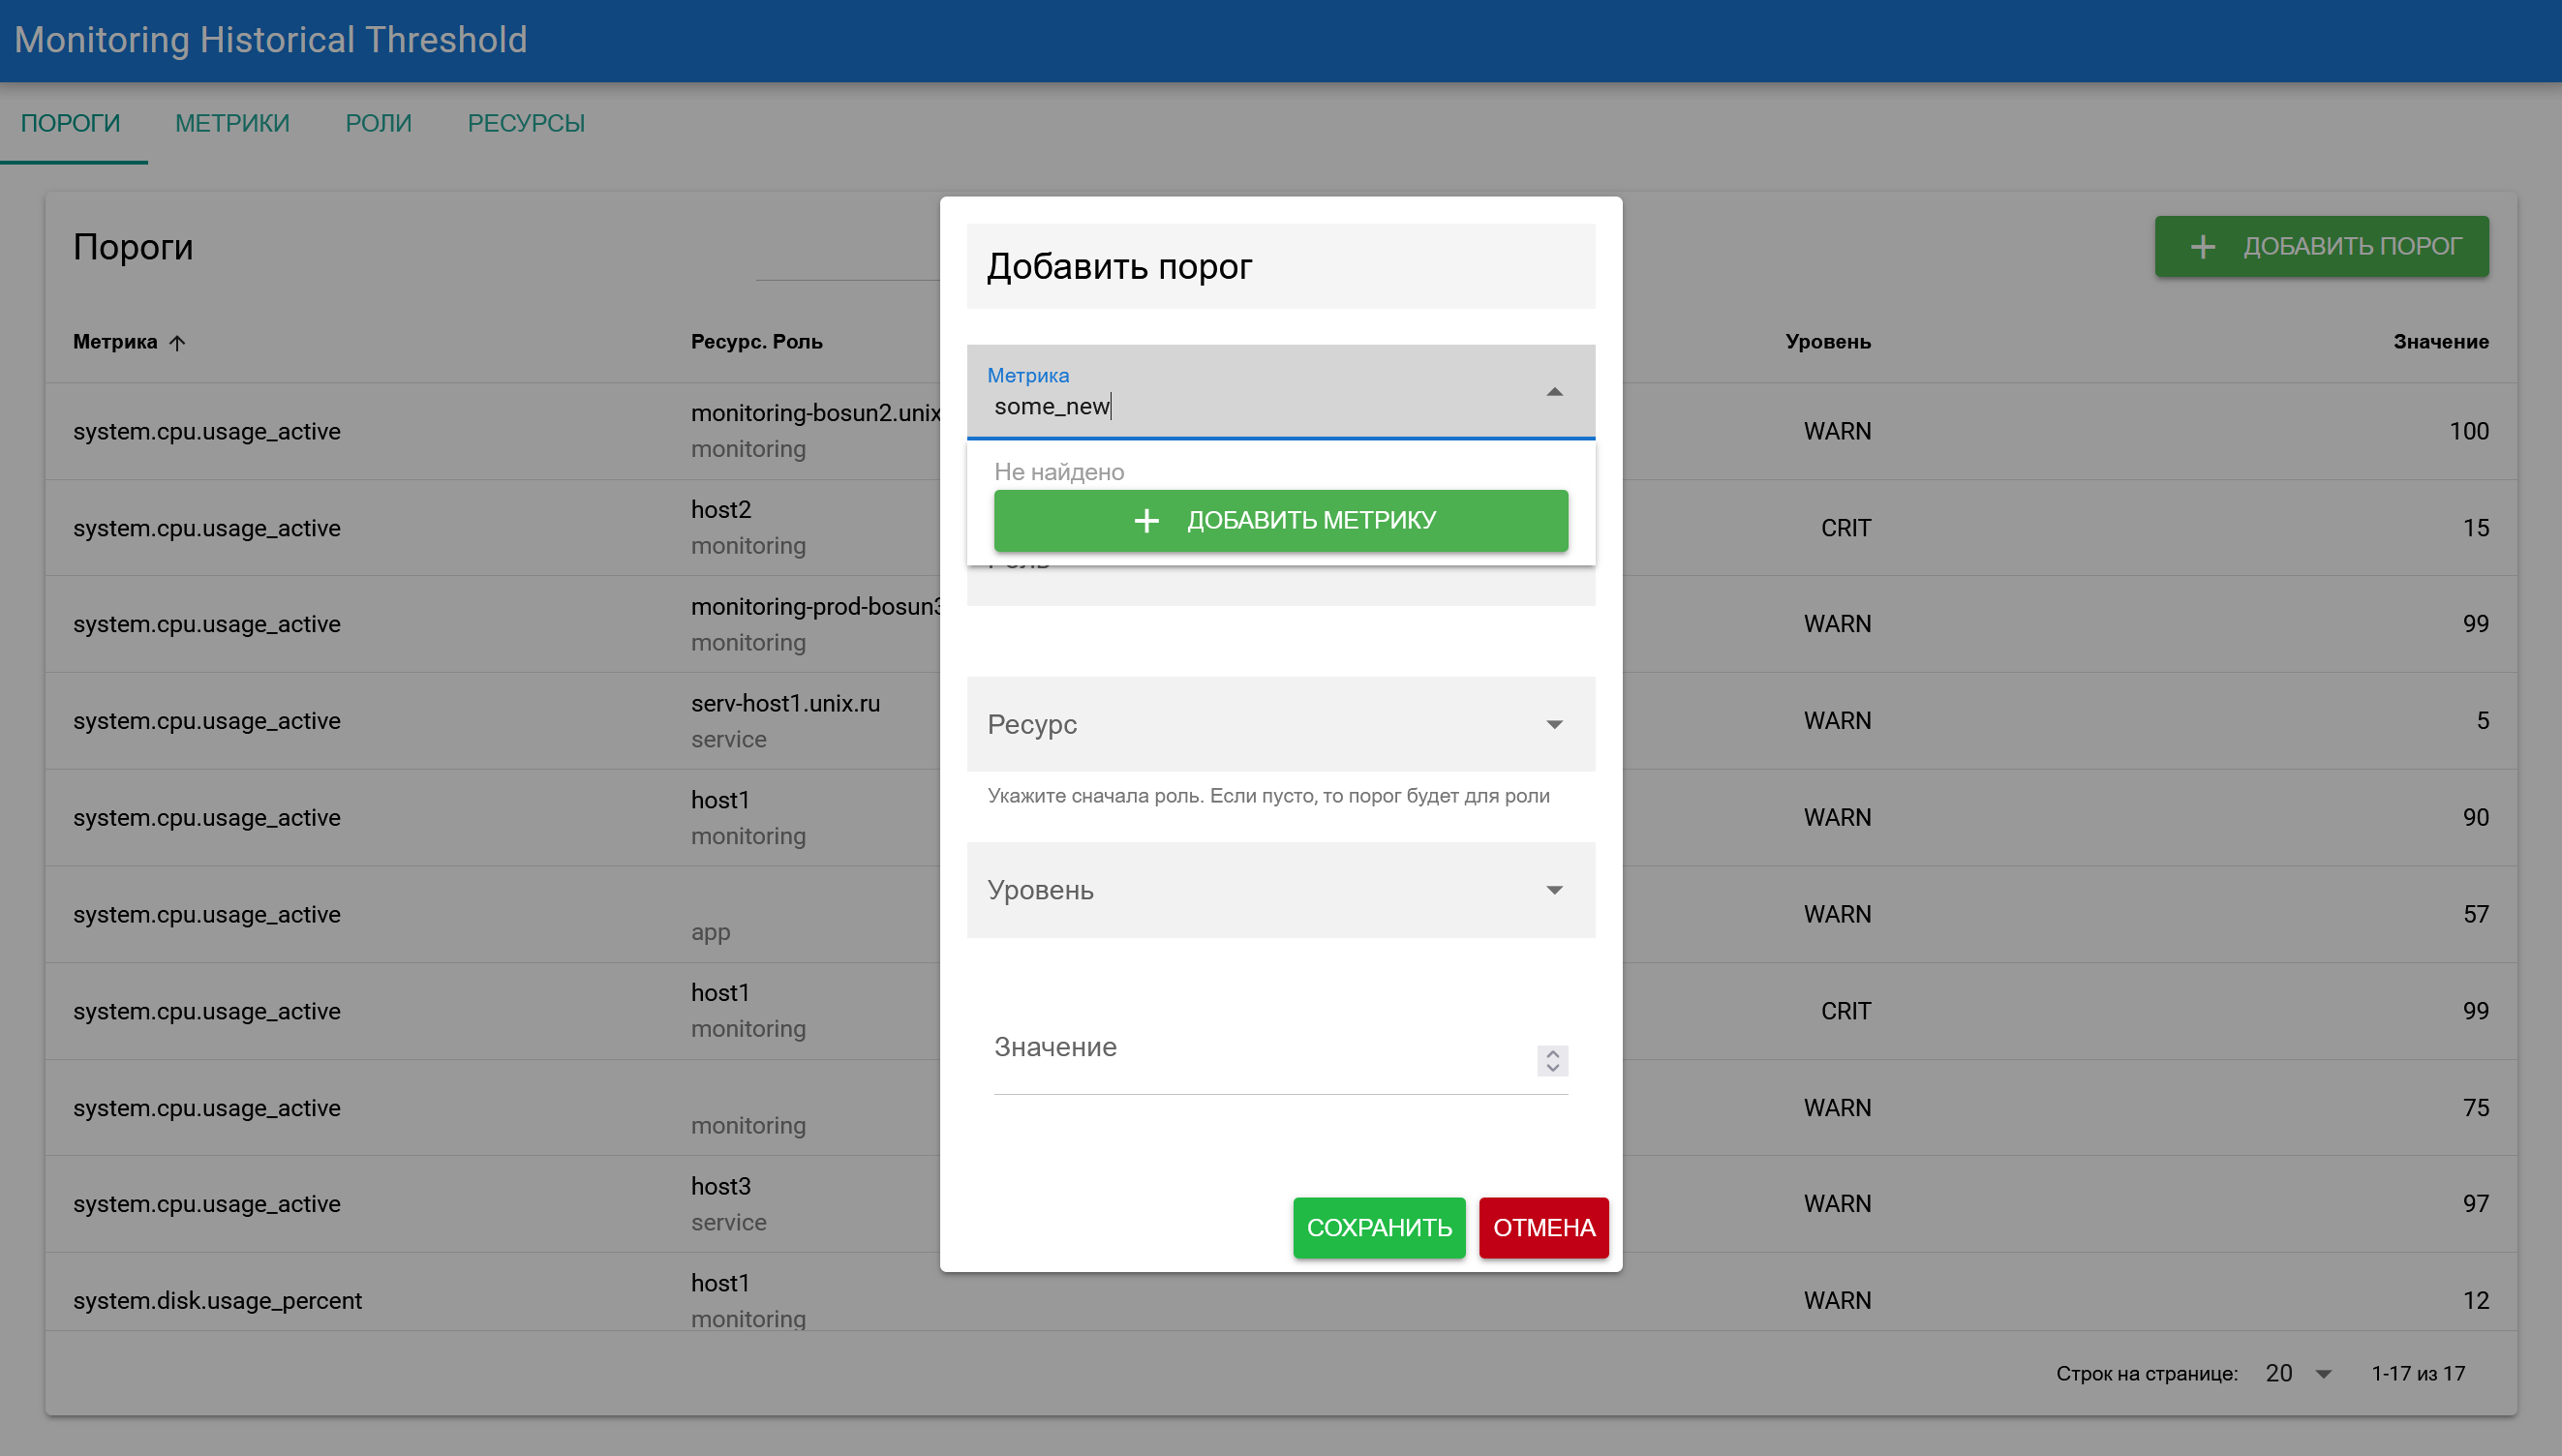 Monitoring Historical Threshold
ПОРОГИ МЕТРИКИ РОЛИ РЕСУРСЫ
Пороги
ДОБАВИТЬ ПОРОГ
Метрика Ресурс. Роль Уровень Значение
system.cpu.usage_active monitoring-bosun2.unix WARN 100
monitoring
system.cpu.usage_active host2 CRIT 15
monitoring
system.cpu.usage_active monitoring-prod-bosun3 WARN 99
monitoring
system.cpu.usage_active serv-host1.unix.ru WARN 5
service
system.cpu.usage_active host1 WARN 90
monitoring
system.cpu.usage_active app WARN 57
system.cpu.usage_active host1 CRIT 99
monitoring
system.cpu.usage_active monitoring WARN 75
system.cpu.usage_active host3 WARN 97
service
system.disk.usage_percent host1 WARN 12
monitoring
Строк на странице: 20 1-17 из 17
Добавить порог
Метрика
some_new
Не найдено
ДОБАВИТЬ МЕТРИКУ
Ресурс
Укажите сначала роль. Если пусто, то порог будет для роли
Уровень
Значение
СОХРАНИТЬ ОТМЕНА